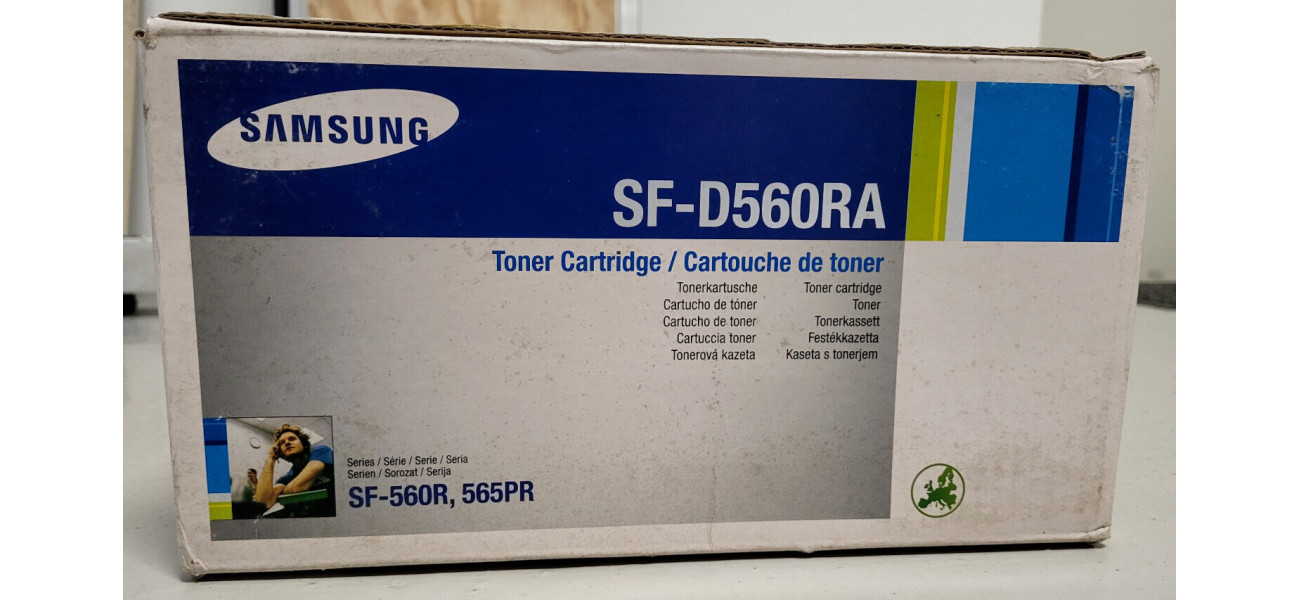 SAMSUNG
SF-D560RA
Toner Cartridge / Cartouche de toner
Tonerkartusche Toner cartridge
Cartucho de tóner Toner
Cartucho de toner Tonerkassett
Cartuccia toner Festékkazetta
Tonerová kazeta Kaseta s tonerjem
Series / Série / Serie / Seria
Serien / Sorozat / Serija
SF-560R, 565PR